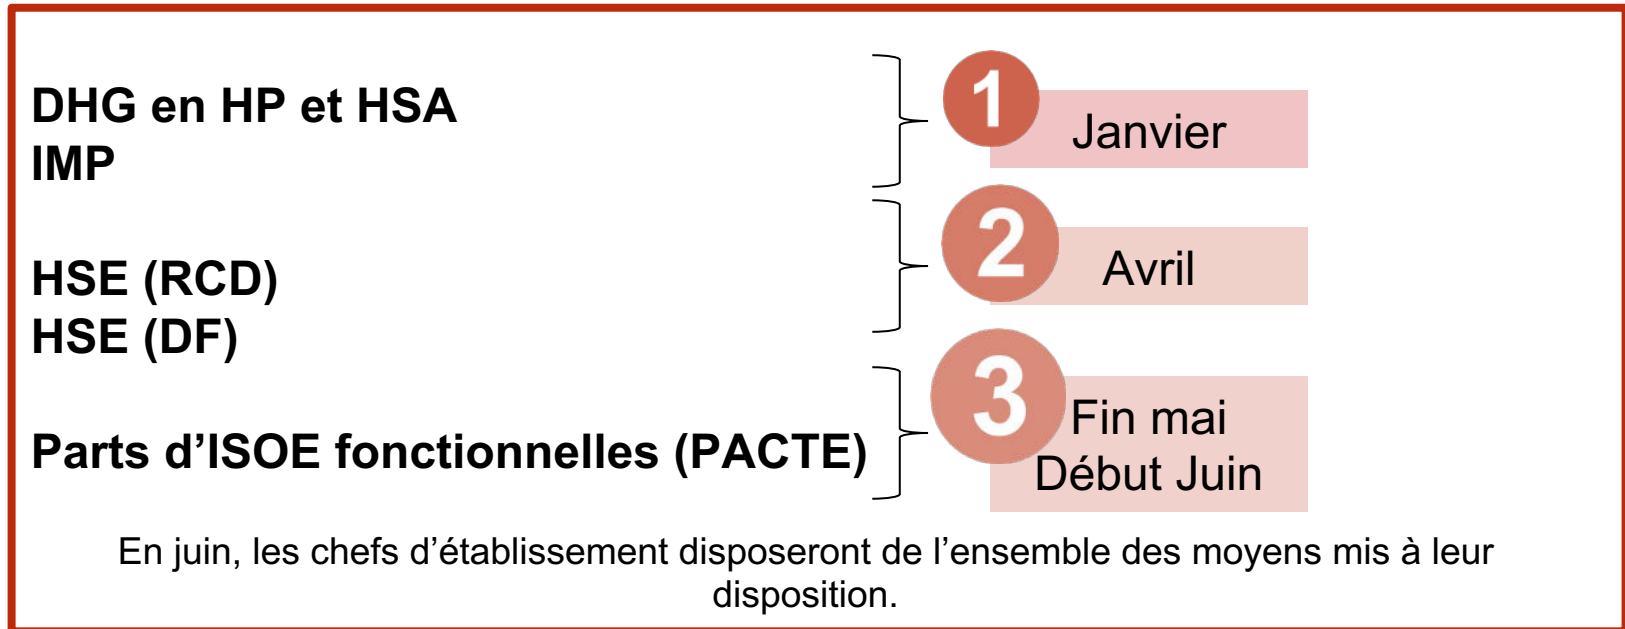 DHG en HP et HSA
IMP
1
Janvier
HSE (RCD)
HSE (DF)
2
Avril
Parts d’ISOE fonctionnelles (PACTE)
3
Fin mai
Début Juin
En juin, les chefs d’établissement disposeront de l’ensemble des moyens mis à leur
disposition.